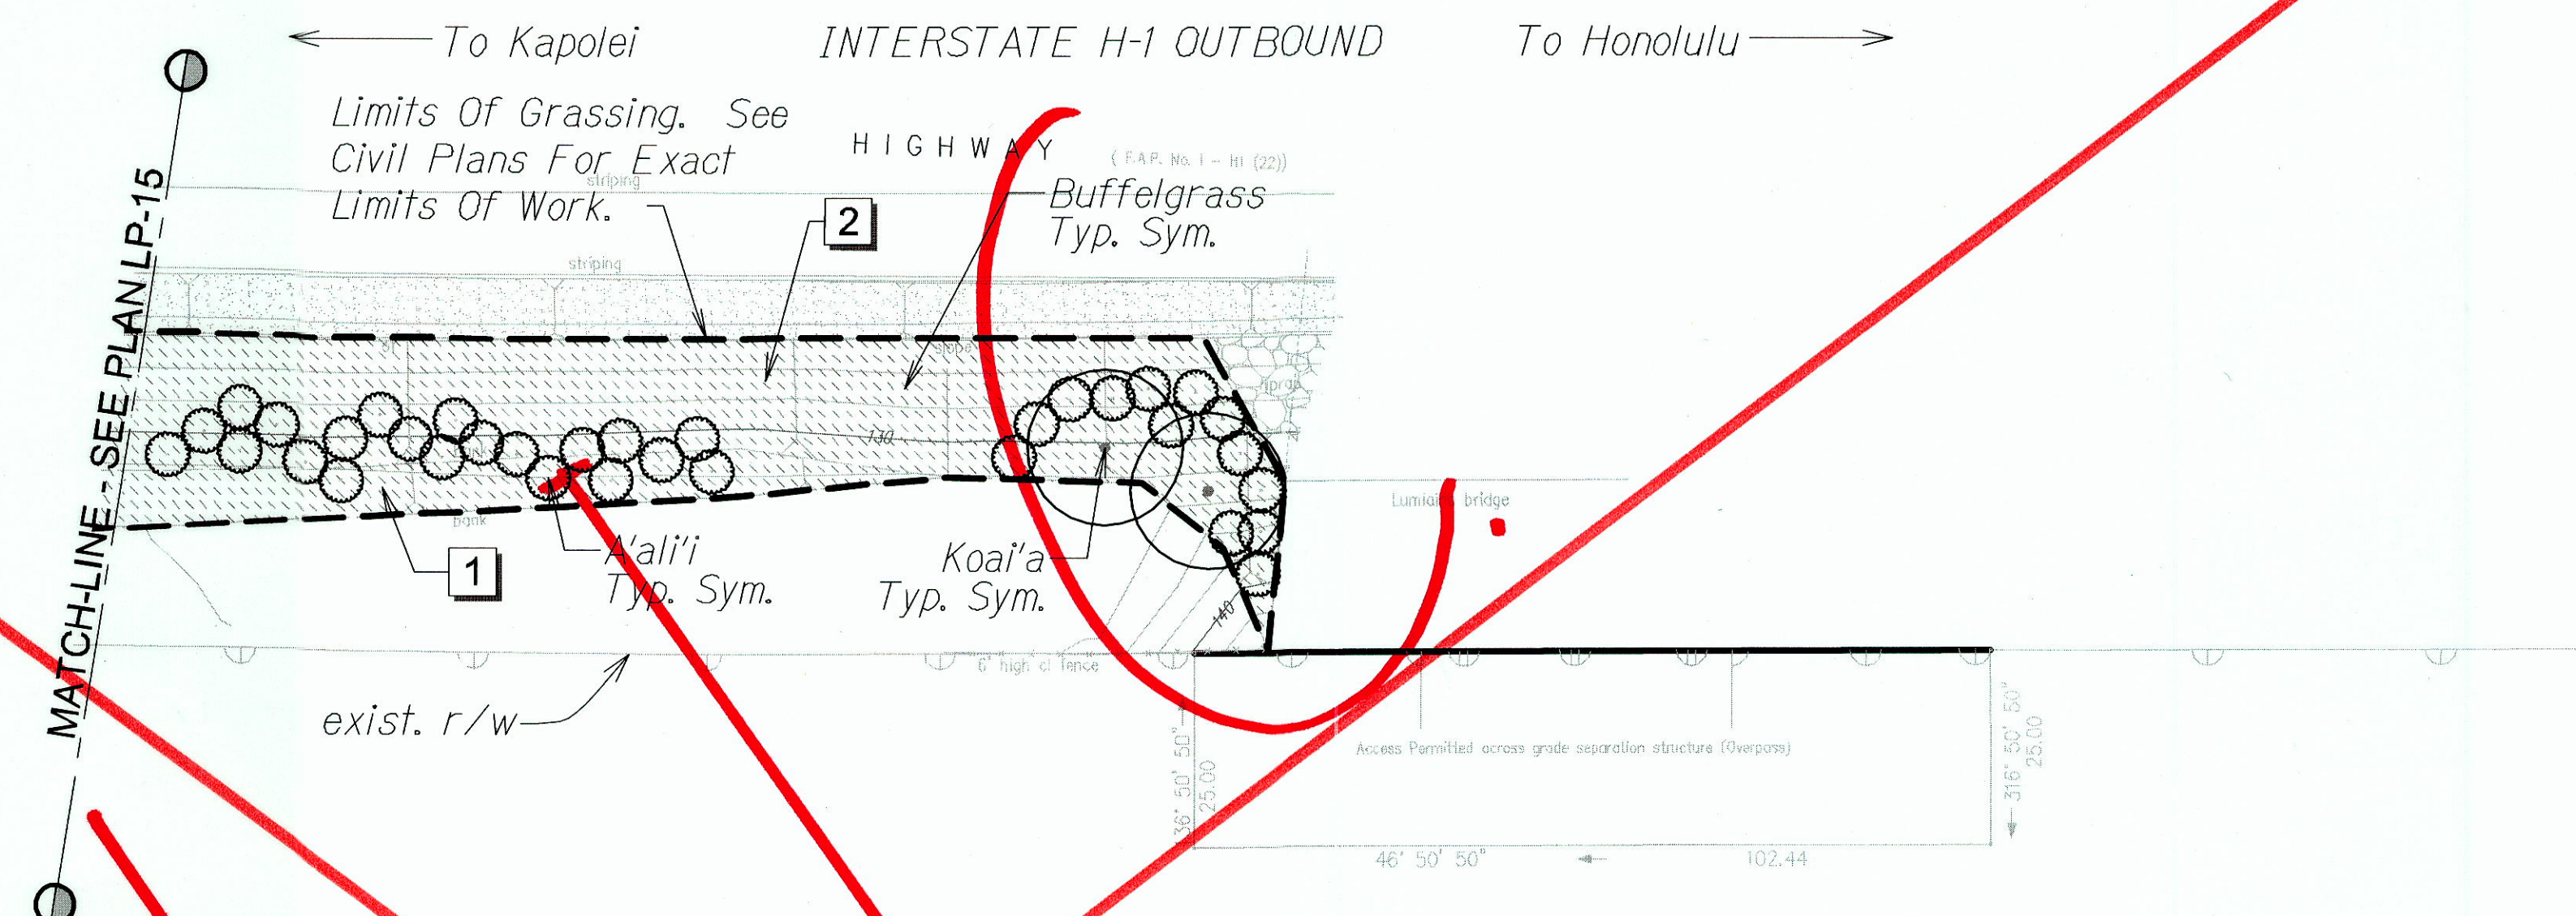 To Kapolei
INTERSTATE H-1 OUTBOUND
To Honolulu
Limits Of Grassing. See
Civil Plans For Exact
Limits Of Work.
HIGHWAY
( F.A.P. No. I - HI (22))
striping
Buffelgrass
Typ. Sym.
2
striping
MATCH-LINE - SEE PLAN LP-15
slope
riprap
130
bank
Lumiaina bridge
1
A'ali'i
Typ. Sym.
Koai'a
Typ. Sym.
140
6' high cl fence
exist. r/w
36° 50' 50"
25.00
Access Permitted across grade separation structure (Overpass)
316° 50' 50"
25.00
46° 50' 50"
102.44